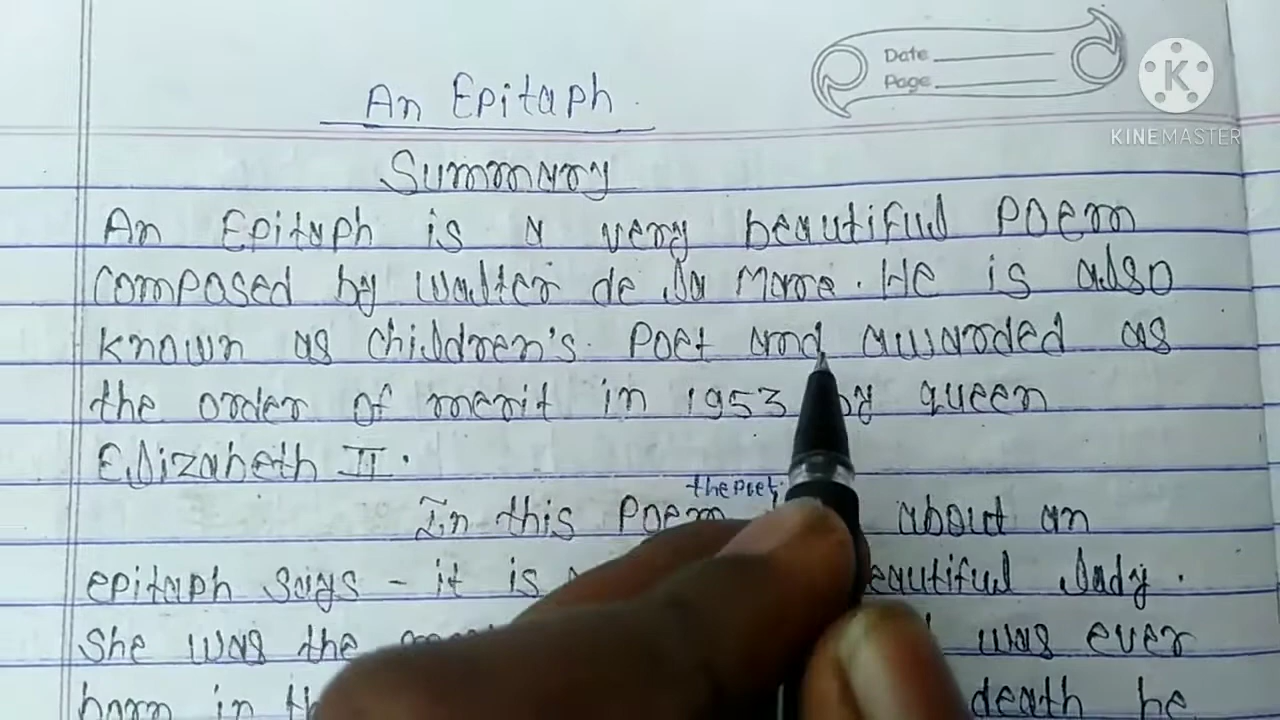 Date
Page
KINEMASTER
An Epitaph.
Summary
An Epitaph is a very beautiful Poem
composed by Walter de la Mare. He is also
known as children's Poet and awarded as
the order of merit in 1953 by queen
Elizabeth II.
the poet
In this Poem about an
epitaph says - it is beautiful lady.
She was the was ever
born in death he